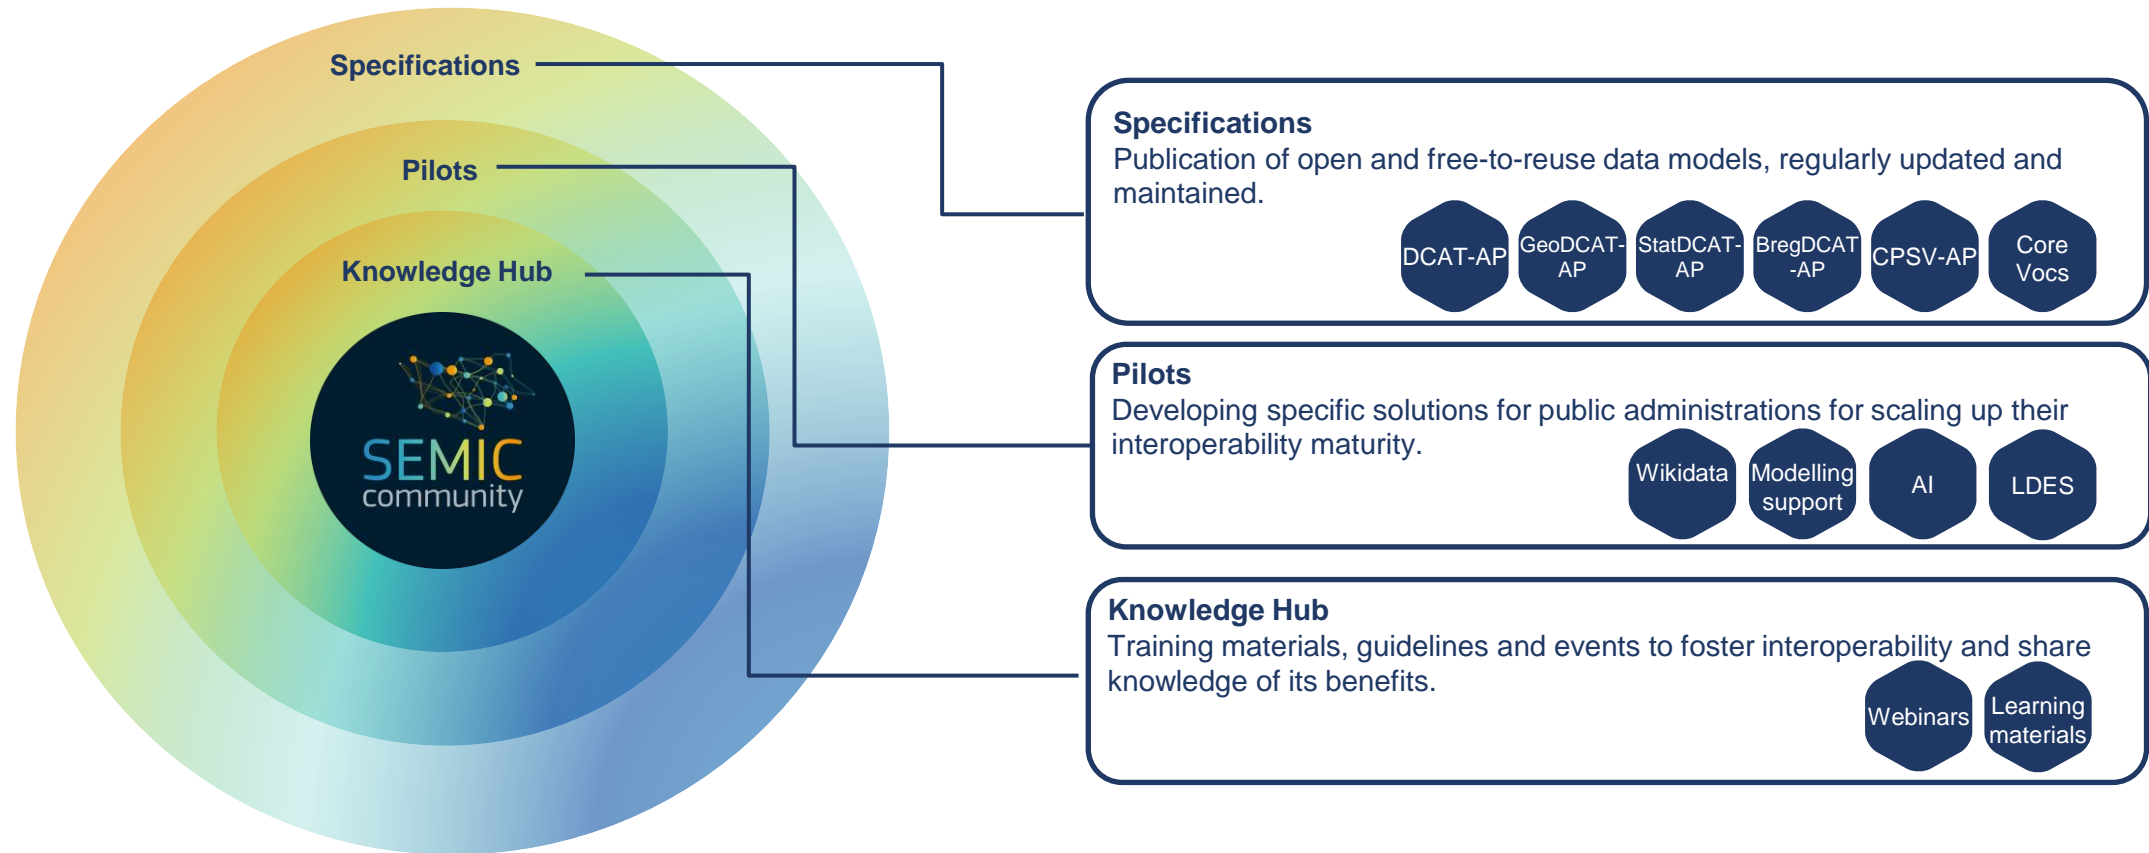 Specifications
Pilots
Knowledge Hub
SEMIC
community
Specifications
Publication of open and free-to-reuse data models, regularly updated and
maintained.
DCAT-AP
GeoDCAT-
AP
StatDCAT-
AP
BregDCAT
-AP
CPSV-AP
Core
Vocs
Pilots
Developing specific solutions for public administrations for scaling up their
interoperability maturity.
Wikidata
Modelling
support
AI
LDES
Knowledge Hub
Training materials, guidelines and events to foster interoperability and share
knowledge of its benefits.
Webinars
Learning
materials